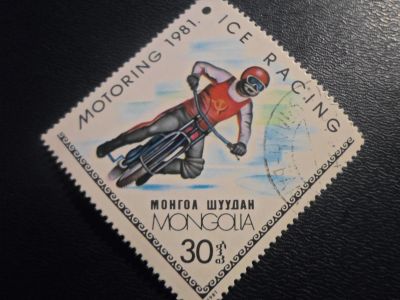 MOTORING 1981.
ICE RACING
МОНГОЛ ШУУДАН
MONGOLIA
30